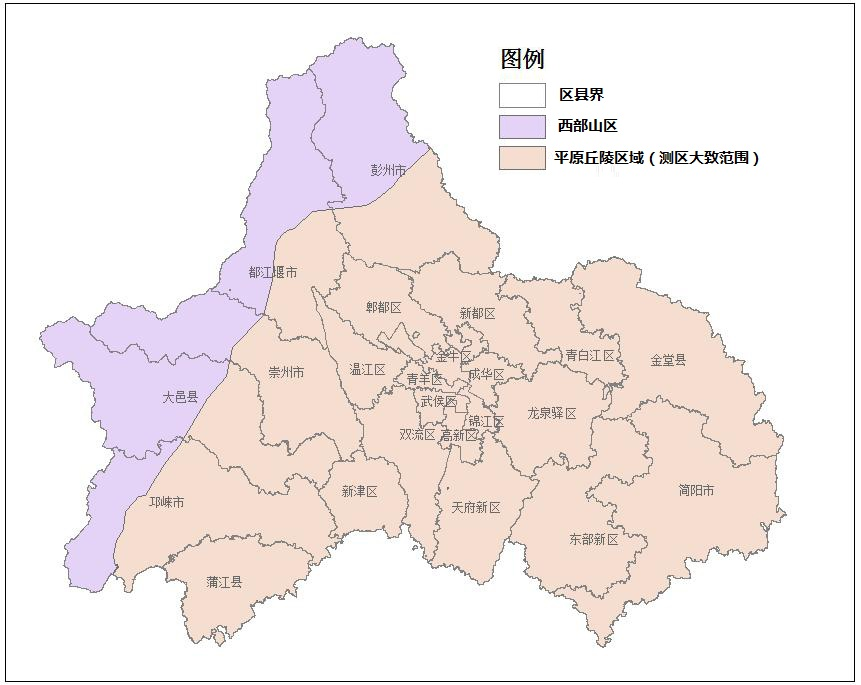 图例
区县界
西部山区
平原丘陵区域（测区大致范围）
彭州市
都江堰市
郫都区
新都区
金牛区
青白江区
金堂县
崇州市
温江区
青羊区
成华区
大邑县
武侯区
龙泉驿区
锦江区
双流区
高新区
邛崃市
新津区
天府新区
简阳市
东部新区
蒲江县